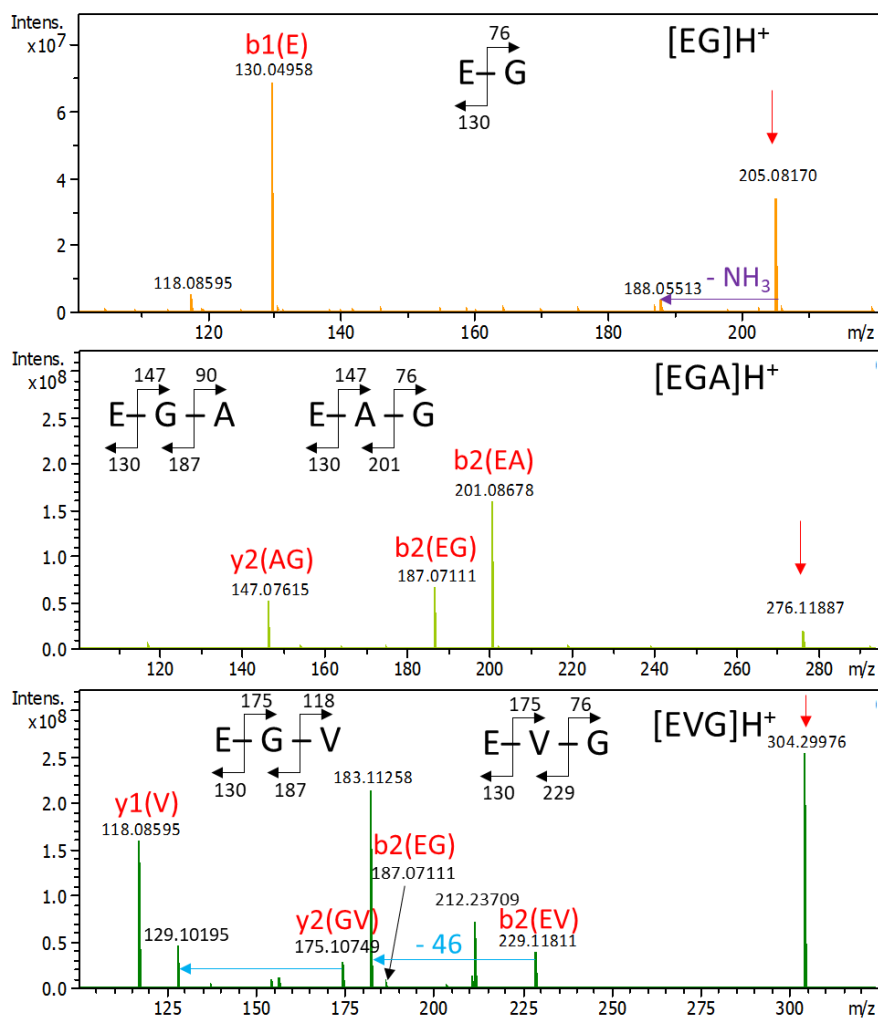 Intens.
x10⁷
b1(E)
130.04958
76
E–G
130
[EG]H⁺
205.08170
118.08595
188.05513
- NH₃
6
4
2
0
120 140 160 180 200 m/z
Intens.
x10⁸
147 90
E–G–A
130 187
147 76
E–A–G
130 201
[EGA]H⁺
b2(EA)
201.08678
b2(EG)
187.07111
y2(AG)
147.07615
276.11887
2.5
2.0
1.5
1.0
0.5
0.0
120 140 160 180 200 220 240 260 280 m/z
Intens.
x10⁸
175 118
E–G–V
130 187
175 76
E–V–G
130 229
[EVG]H⁺
304.29976
183.11258
y1(V)
118.08595
b2(EG)
187.07111
212.23709
y2(GV)
175.10749
b2(EV)
229.11811
129.10195
- 46
2.5
2.0
1.5
1.0
0.5
0.0
125 150 175 200 225 250 275 300 m/z